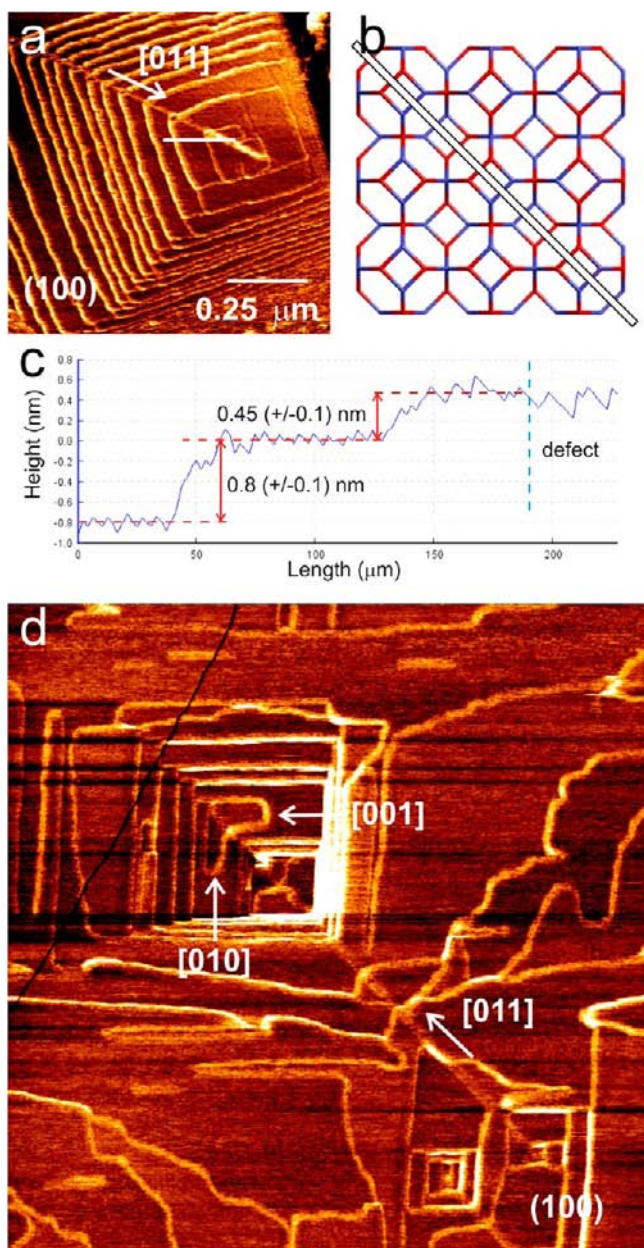 a
[011]
(100)
0.25 μm
b
c
0.8
0.6
0.4
0.2
0.0
-0.2
-0.4
-0.6
-0.8
-1.0
Height (nm)
0.45 (+/-0.1) nm
0.8 (+/-0.1) nm
defect
0
50
100
150
200
Length (μm)
d
[001]
[010]
[011]
(100)